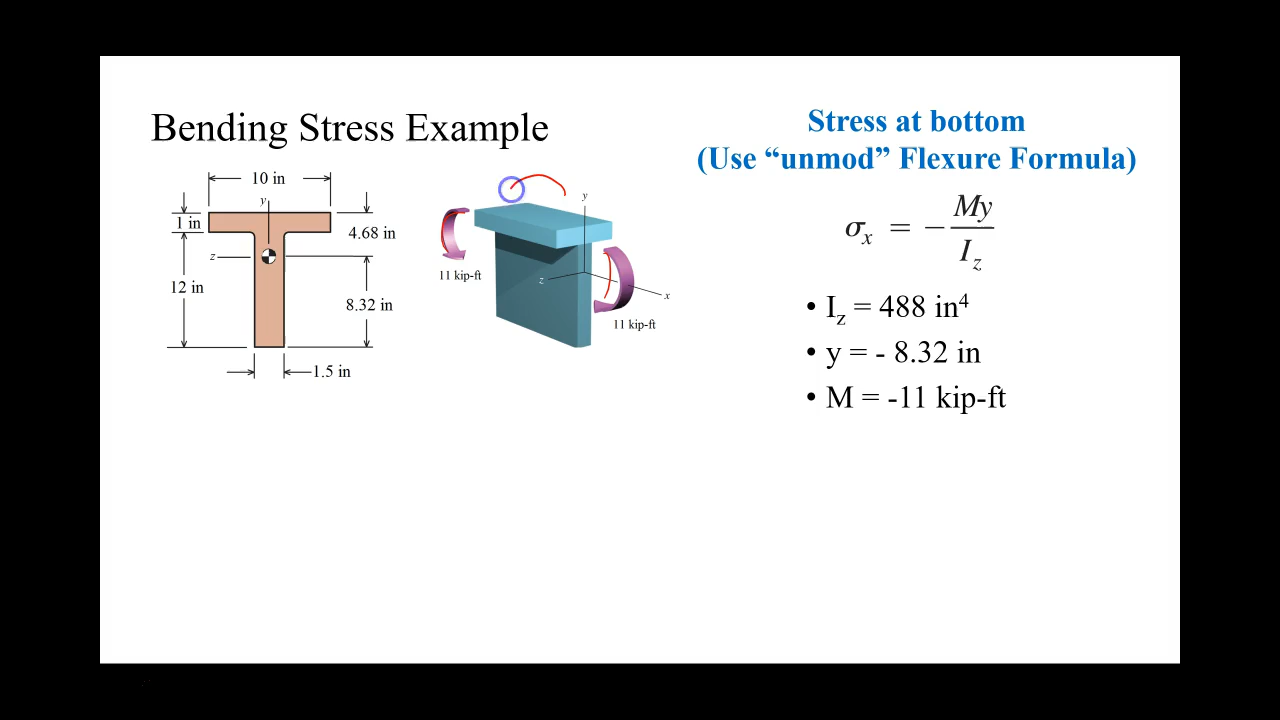 Bending Stress Example
10 in
y
1 in
4.68 in
z
12 in
8.32 in
1.5 in
y
11 kip-ft
z
x
11 kip-ft
Stress at bottom
(Use “unmod” Flexure Formula)
σx = − My / Iz
• Iz = 488 in⁴
• y = - 8.32 in
• M = -11 kip-ft